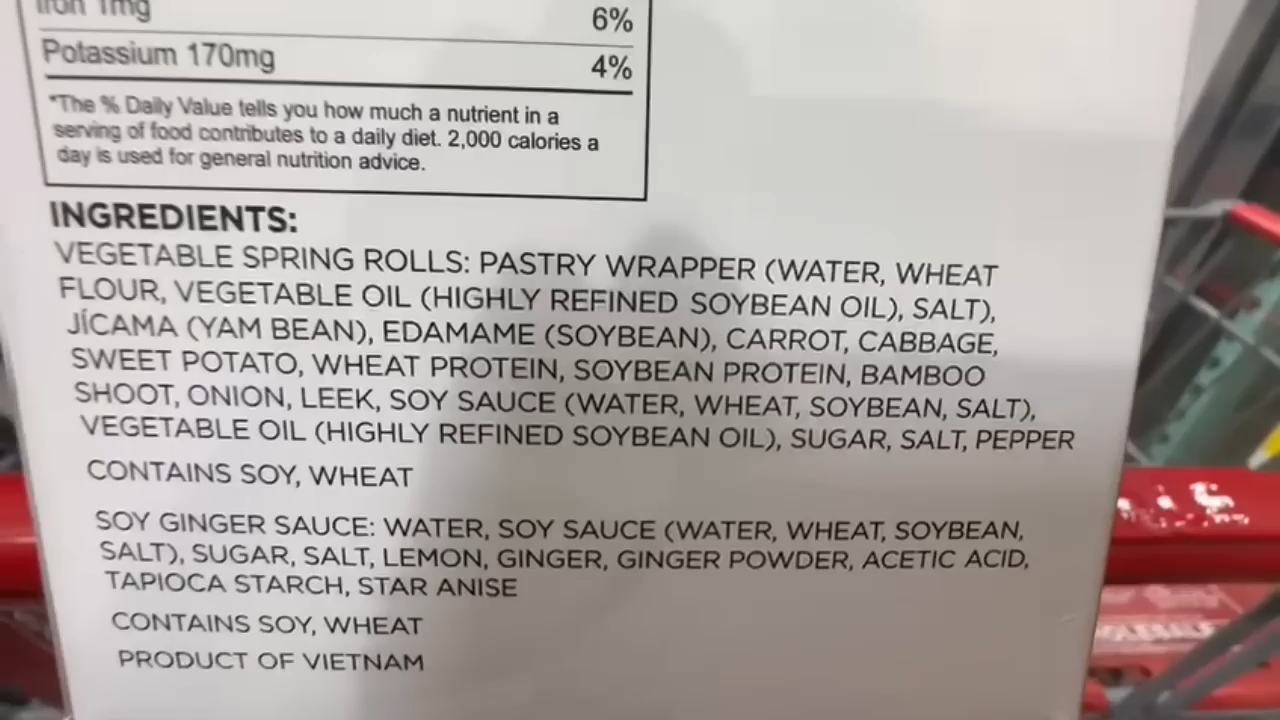 Iron 1mg 6%
Potassium 170mg 4%
*The % Daily Value tells you how much a nutrient in a
serving of food contributes to a daily diet. 2,000 calories a
day is used for general nutrition advice.
INGREDIENTS:
VEGETABLE SPRING ROLLS: PASTRY WRAPPER (WATER, WHEAT
FLOUR, VEGETABLE OIL (HIGHLY REFINED SOYBEAN OIL), SALT),
JÍCAMA (YAM BEAN), EDAMAME (SOYBEAN), CARROT, CABBAGE,
SWEET POTATO, WHEAT PROTEIN, SOYBEAN PROTEIN, BAMBOO
SHOOT, ONION, LEEK, SOY SAUCE (WATER, WHEAT, SOYBEAN, SALT),
VEGETABLE OIL (HIGHLY REFINED SOYBEAN OIL), SUGAR, SALT, PEPPER
CONTAINS SOY, WHEAT
SOY GINGER SAUCE: WATER, SOY SAUCE (WATER, WHEAT, SOYBEAN,
SALT), SUGAR, SALT, LEMON, GINGER, GINGER POWDER, ACETIC ACID,
TAPIOCA STARCH, STAR ANISE
CONTAINS SOY, WHEAT
PRODUCT OF VIETNAM